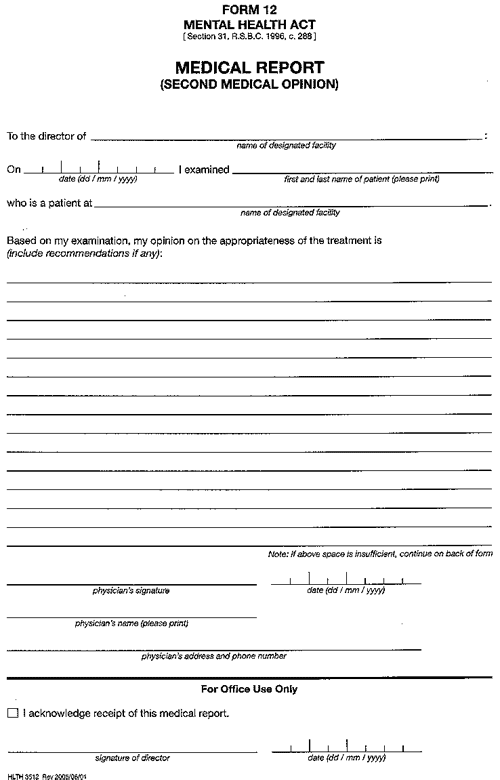 FORM 12
MENTAL HEALTH ACT
[ Section 31, R.S.B.C. 1996, c. 288 ]
MEDICAL REPORT
(SECOND MEDICAL OPINION)
To the director of :
name of designated facility
On I examined
date (dd / mm / yyyy) first and last name of patient (please print)
who is a patient at .
name of designated facility
Based on my examination, my opinion on the appropriateness of the treatment is
(include recommendations if any):
Note: if above space is insufficient, continue on back of form
physician's signature date (dd / mm / yyyy)
physician's name (please print)
physician's address and phone number
For Office Use Only
I acknowledge receipt of this medical report.
signature of director date (dd / mm / yyyy)
HLTH 3512 Rev 2005/06/01